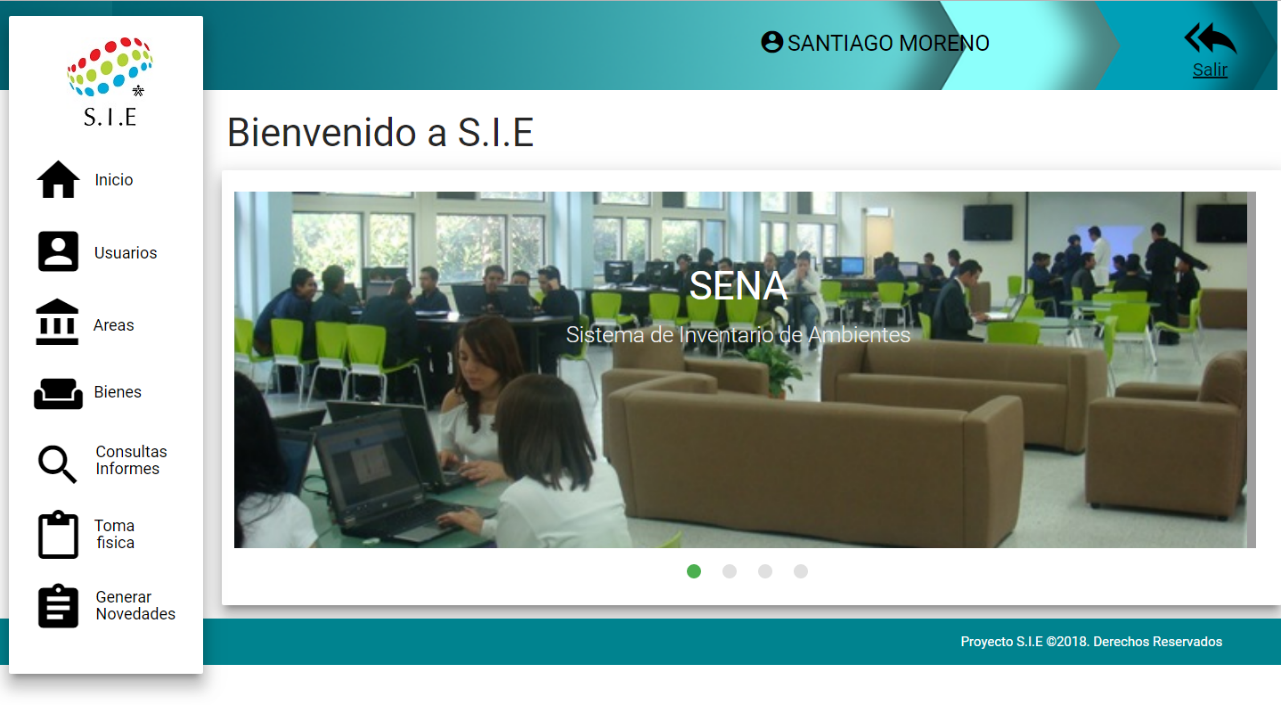 SANTIAGO MORENO
Salir
S.I.E
Bienvenido a S.I.E
Inicio
Usuarios
Areas
Bienes
Consultas
Informes
Toma
fisica
Generar
Novedades
SENA
Sistema de Inventario de Ambientes
Proyecto S.I.E ©2018. Derechos Reservados